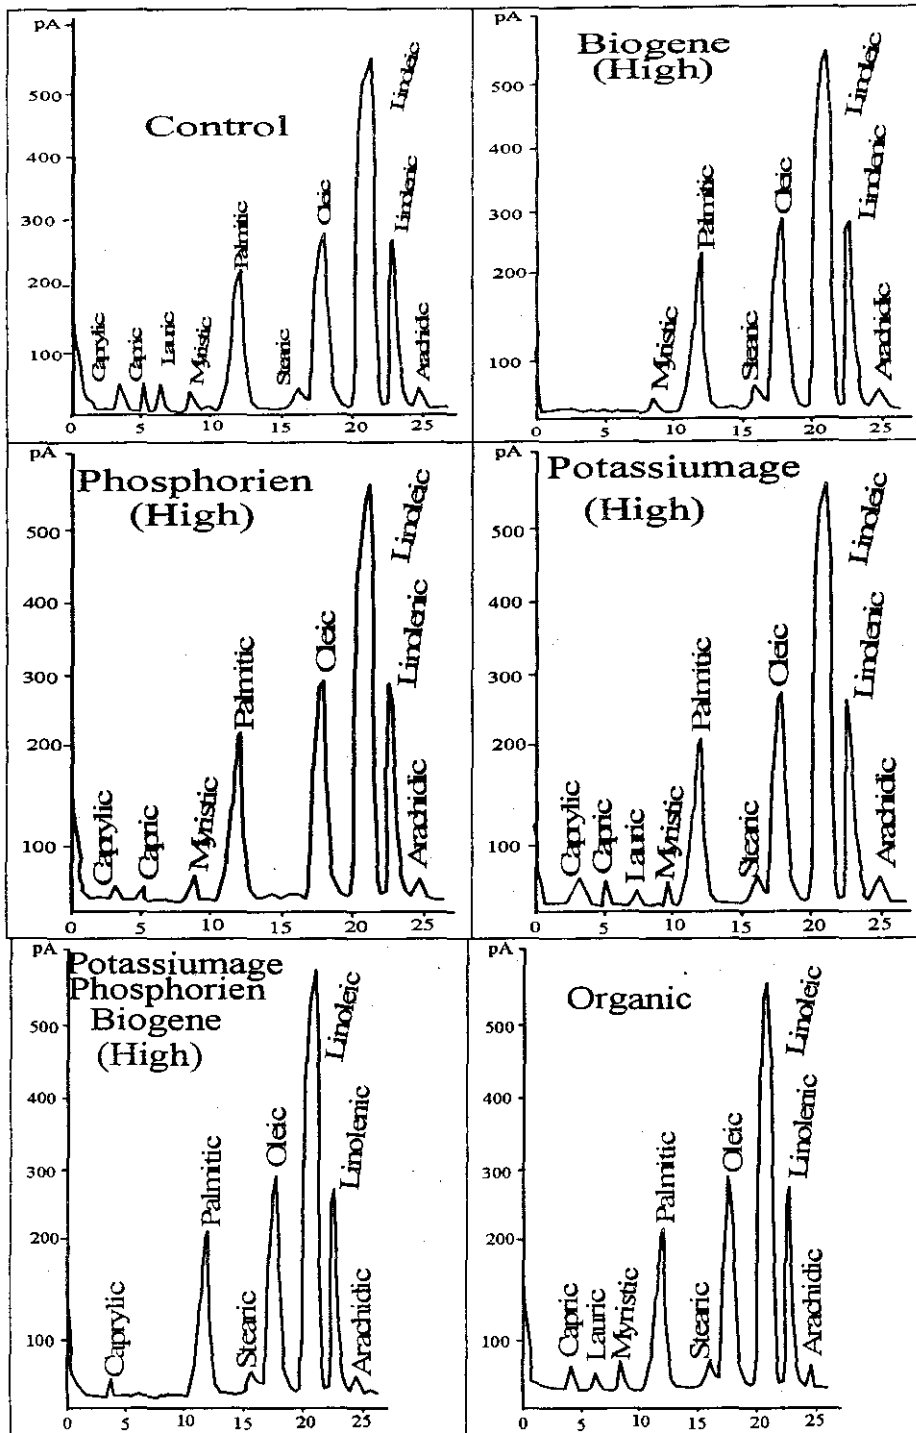 pA
500
400
300
200
100
Control
Caprylic
Capric
Lauric
Myristic
Palmitic
Stearic
Oleic
Linoleic
Linolenic
Arachidic
0 5 10 15 20 25
pA
500
400
300
200
100
Biogene
(High)
Myristic
Palmitic
Stearic
Oleic
Linoleic
Linolenic
Arachidic
0 5 10 15 20 25
pA
500
400
300
200
100
Phosphorien
(High)
Caprylic
Capric
Myristic
Palmitic
Oleic
Linoleic
Linolenic
Arachidic
0 5 10 15 20 25
pA
500
400
300
200
100
Potassiumage
(High)
Caprylic
Capric
Lauric
Myristic
Palmitic
Stearic
Oleic
Linoleic
Linolenic
Arachidic
0 5 10 15 20 25
pA
500
400
300
200
100
Potassiumage
Phosphorien
Biogene
(High)
Caprylic
Palmitic
Stearic
Oleic
Linoleic
Linolenic
Arachidic
0 5 10 15 20 25
pA
500
400
300
200
100
Organic
Capric
Lauric
Myristic
Palmitic
Stearic
Oleic
Linoleic
Linolenic
Arachidic
0 5 10 15 20 25